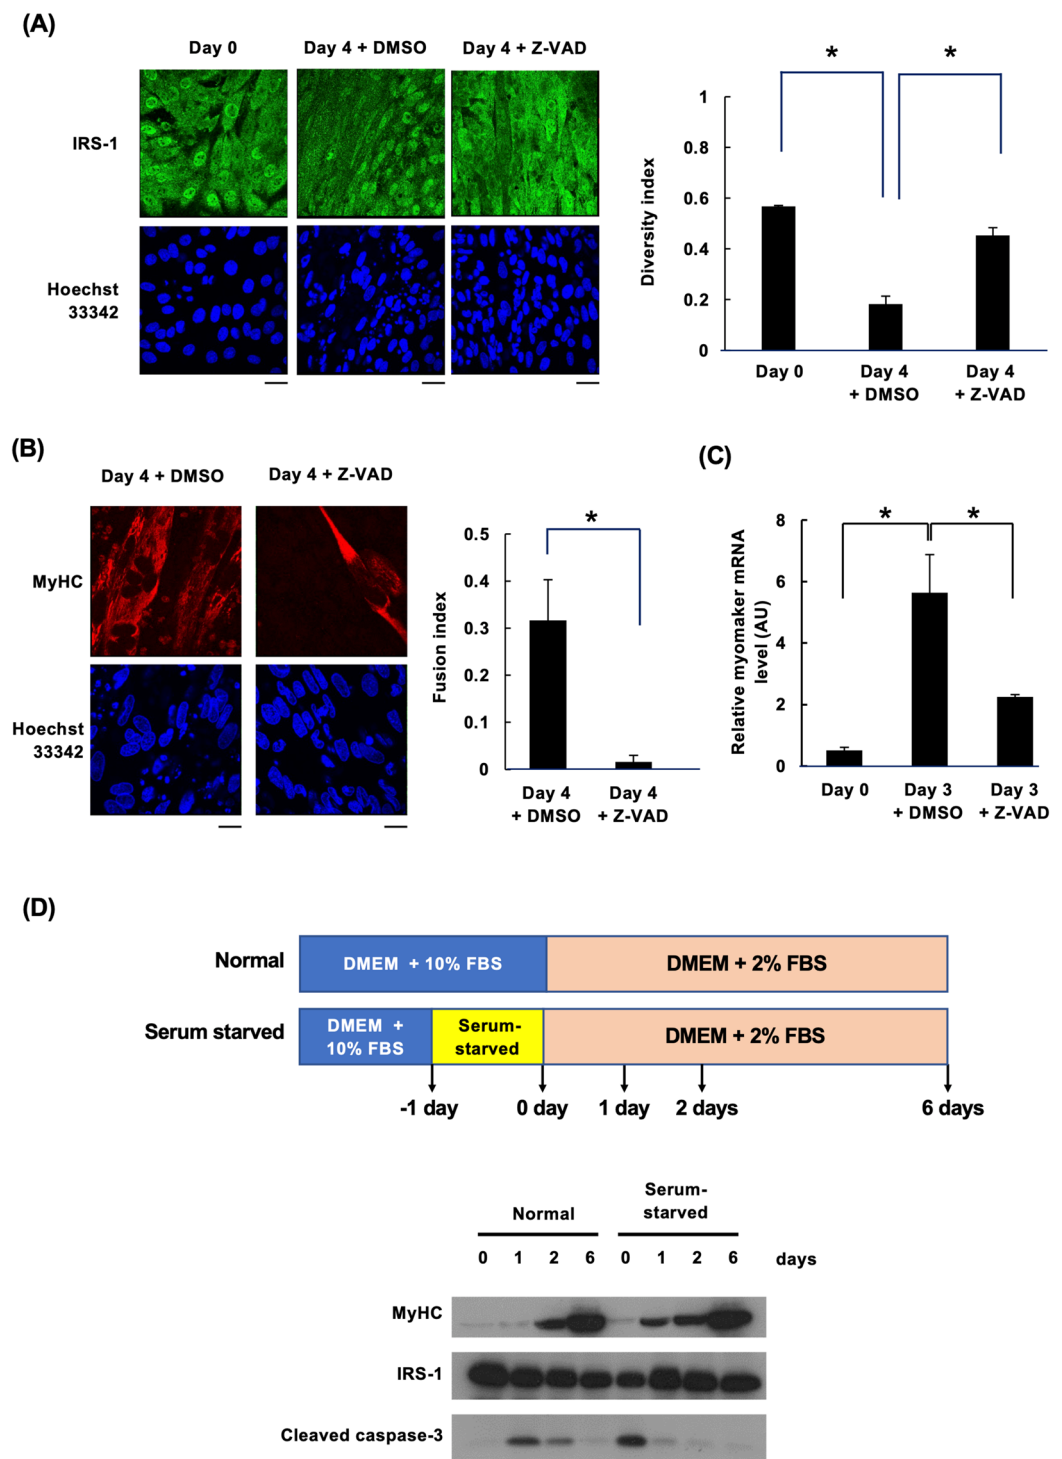 (A)
Day 0
Day 4 + DMSO
Day 4 + Z-VAD
IRS-1
Hoechst
33342
*
*
Diversity index
1
0.8
0.6
0.4
0.2
0
Day 0
Day 4
+ DMSO
Day 4
+ Z-VAD
(B)
Day 4 + DMSO
Day 4 + Z-VAD
MyHC
Hoechst
33342
*
Fusion index
0.5
0.4
0.3
0.2
0.1
0
Day 4
+ DMSO
Day 4
+ Z-VAD
(C)
*
*
Relative myomaker mRNA
level (AU)
8
6
4
2
0
Day 0
Day 3
+ DMSO
Day 3
+ Z-VAD
(D)
Normal
DMEM + 10% FBS
DMEM + 2% FBS
Serum starved
DMEM +
10% FBS
Serum-
starved
DMEM + 2% FBS
-1 day
0 day
1 day
2 days
6 days
Normal
Serum-
starved
0 1 2 6 0 1 2 6 days
MyHC
IRS-1
Cleaved caspase-3